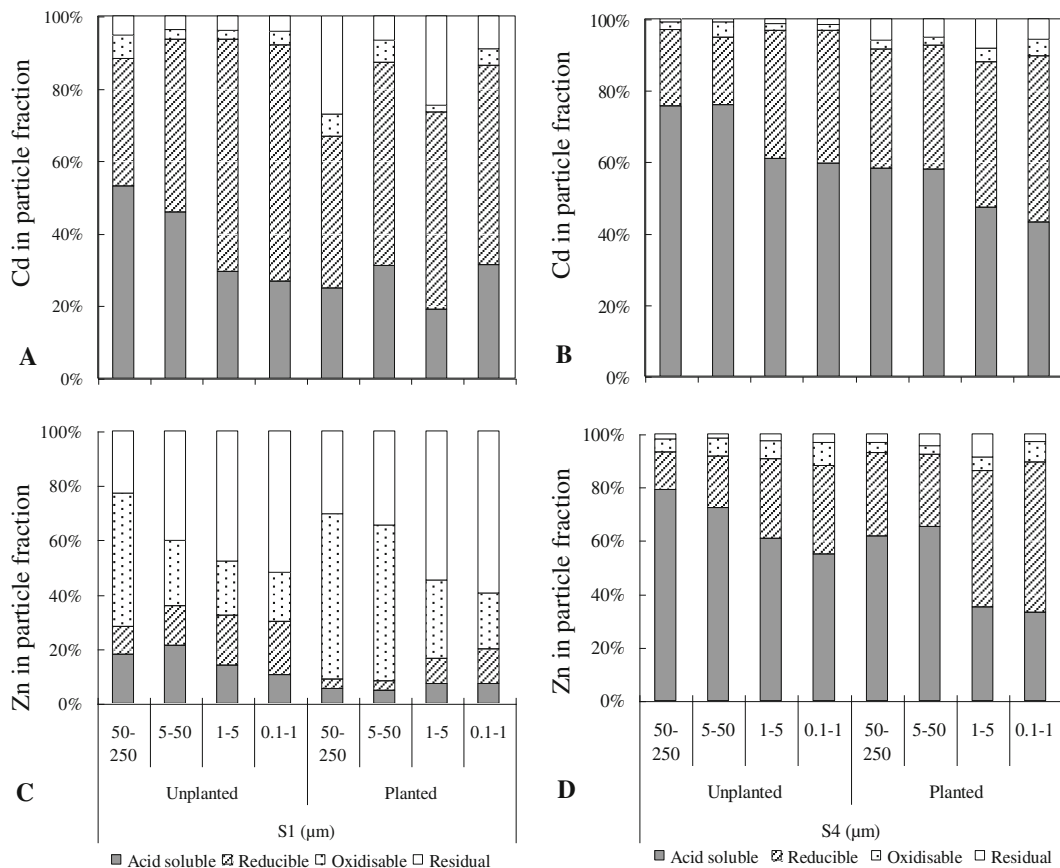 Cd in particle fraction
100%
80%
60%
40%
20%
0%
A
Cd in particle fraction
100%
80%
60%
40%
20%
0%
B
Zn in particle fraction
100%
80%
60%
40%
20%
0%
50-250 5-50 1-5 0.1-1 50-250 5-50 1-5 0.1-1
C
Unplanted Planted
S1 (µm)
Acid soluble Reducible Oxidisable Residual
Zn in particle fraction
100%
80%
60%
40%
20%
0%
50-250 5-50 1-5 0.1-1 50-250 5-50 1-5 0.1-1
D
Unplanted Planted
S4 (µm)
Acid soluble Reducible Oxidisable Residual